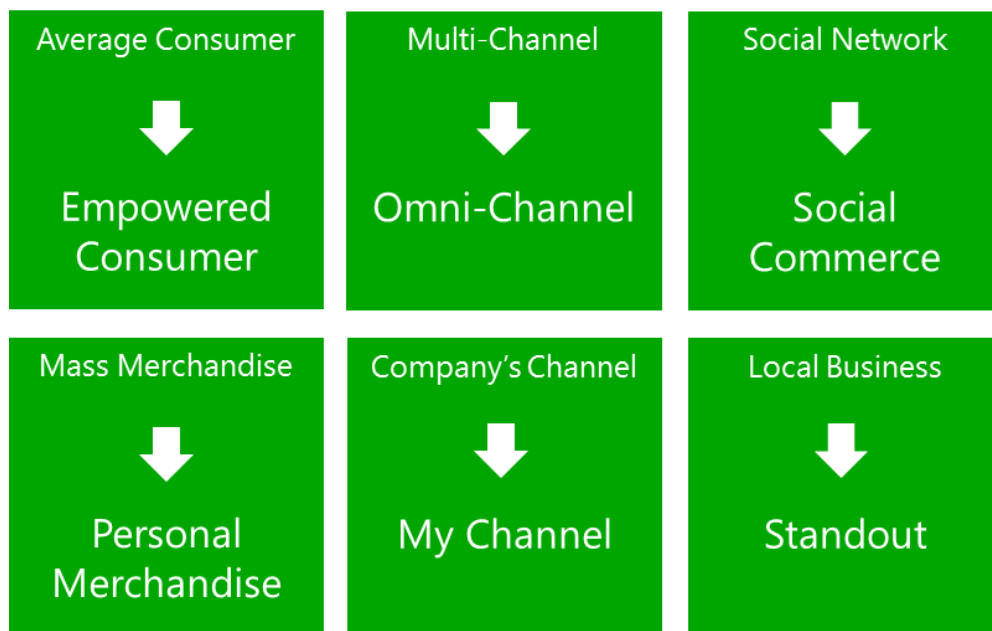 Average Consumer
Empowered
Consumer
Multi-Channel
Omni-Channel
Social Network
Social
Commerce
Mass Merchandise
Personal
Merchandise
Company’s Channel
My Channel
Local Business
Standout